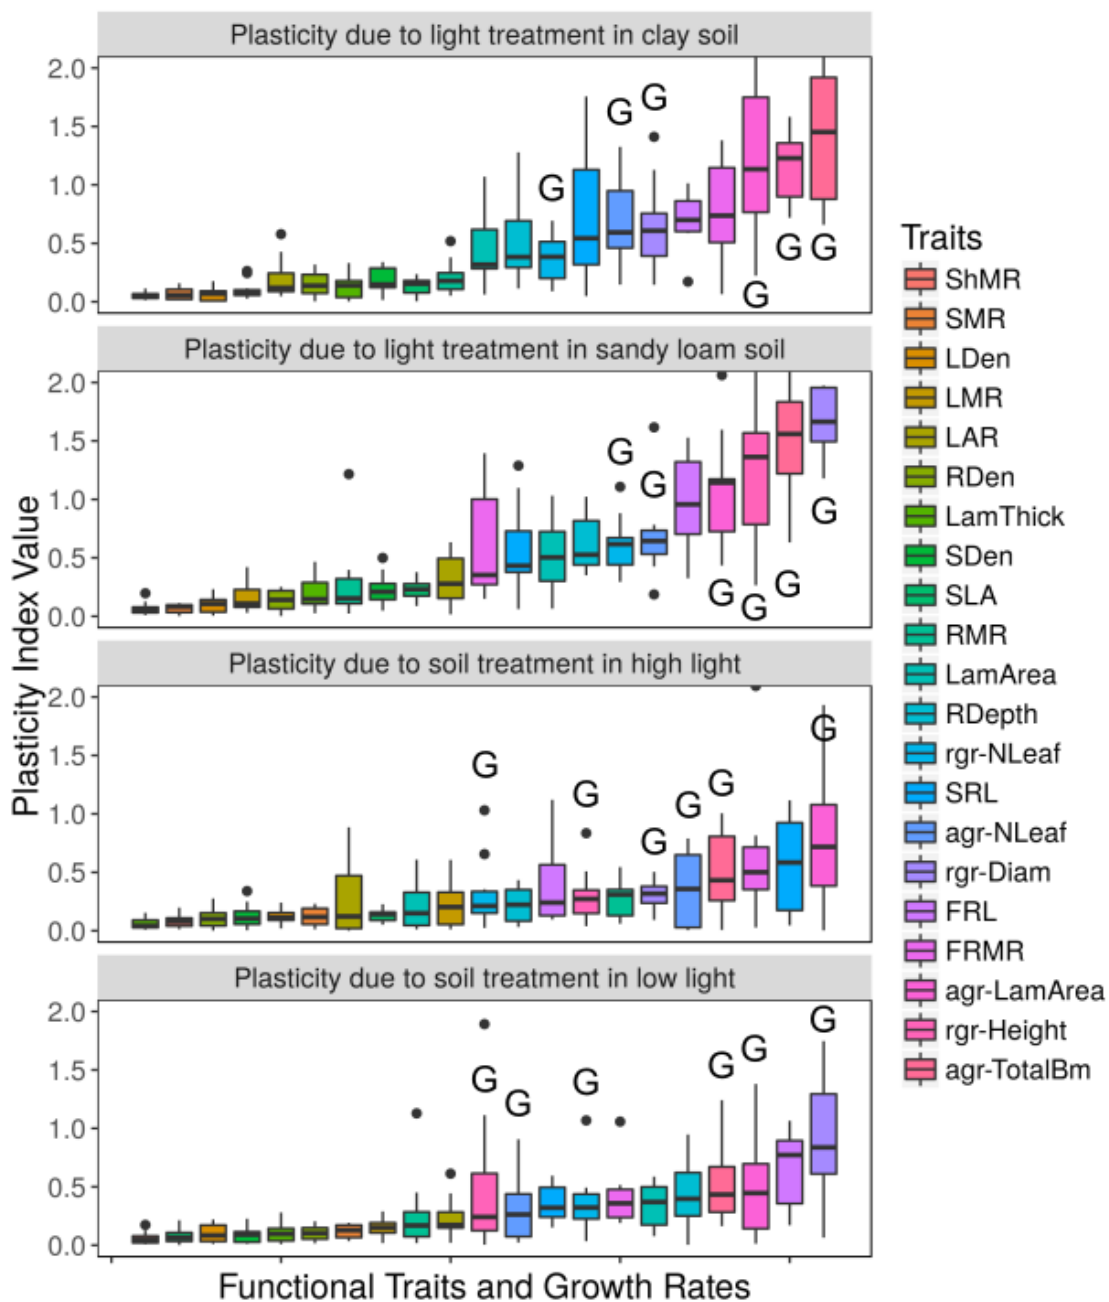 Plasticity due to light treatment in clay soil
2.0
1.5
1.0
0.5
0.0
G
G
G
G
G
G
Plasticity due to light treatment in sandy loam soil
2.0
1.5
1.0
0.5
0.0
G
G
G
G
G
G
Plasticity due to soil treatment in high light
2.0
1.5
1.0
0.5
0.0
G
G
G
G
G
G
Plasticity due to soil treatment in low light
2.0
1.5
1.0
0.5
0.0
G
G
G
G
G
G
Plasticity Index Value
Functional Traits and Growth Rates
Traits
ShMR
SMR
LDen
LMR
LAR
RDen
LamThick
SDen
SLA
RMR
LamArea
RDepth
rgr-NLeaf
SRL
agr-NLeaf
rgr-Diam
FRL
FRMR
agr-LamArea
rgr-Height
agr-TotalBm